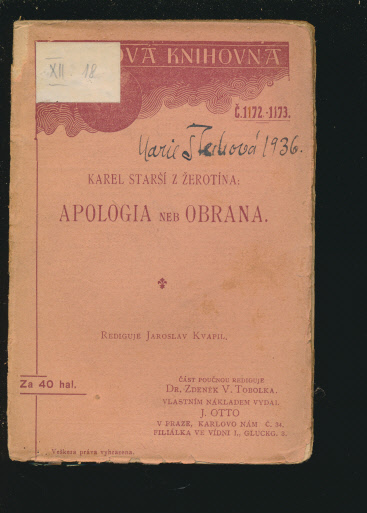 XII 18.
OVÁ KNIHOVNA
Č. 1172.-1173.
Marie 1936.
KAREL STARŠÍ Z ŽEROTÍNA:
APOLOGIA NEB OBRANA.
REDIGUJE JAROSLAV KVAPIL.
Za 40 hal.
ČÁST POUČNOU REDIGUJE
DR. ZDENĚK V. TOBOLKA.
VLASTNÍM NÁKLADEM VYDAL
J. OTTO
V PRAZE, KARLOVO NÁM. Č. 34.
FILIÁLKA VE VÍDNI I., GLUCKG. 3.
Veškera práva vyhrazena.